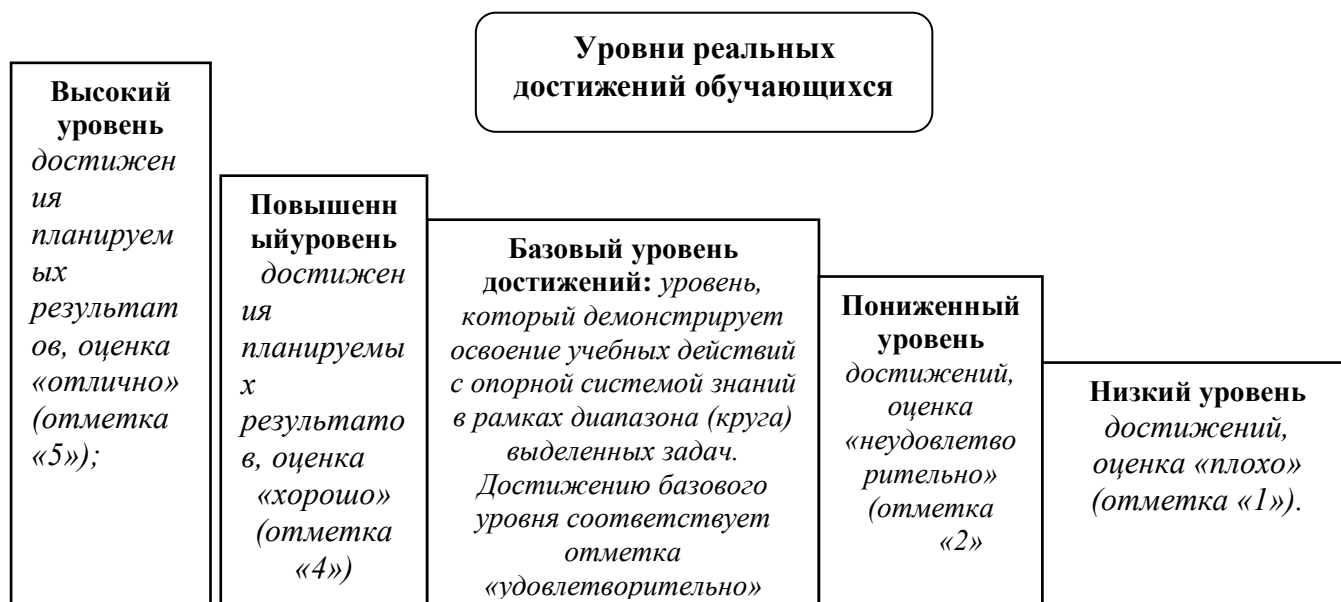 Уровни реальных
достижений обучающихся
Высокий
уровень
достижен
ия
планируем
ых
результат
ов, оценка
«отлично»
(отметка
«5»);
Повышенн
ыйуровень
достижен
ия
планируемы
х
результато
в, оценка
«хорошо»
(отметка
«4»)
Базовый уровень
достижений: уровень,
который демонстрирует
освоение учебных действий
с опорной системой знаний
в рамках диапазона (круга)
выделенных задач.
Достижению базового
уровня соответствует
отметка
«удовлетворительно»
Пониженный
уровень
достижений,
оценка
«неудовлетво
рительно»
(отметка
«2»
Низкий уровень
достижений,
оценка «плохо»
(отметка «1»).